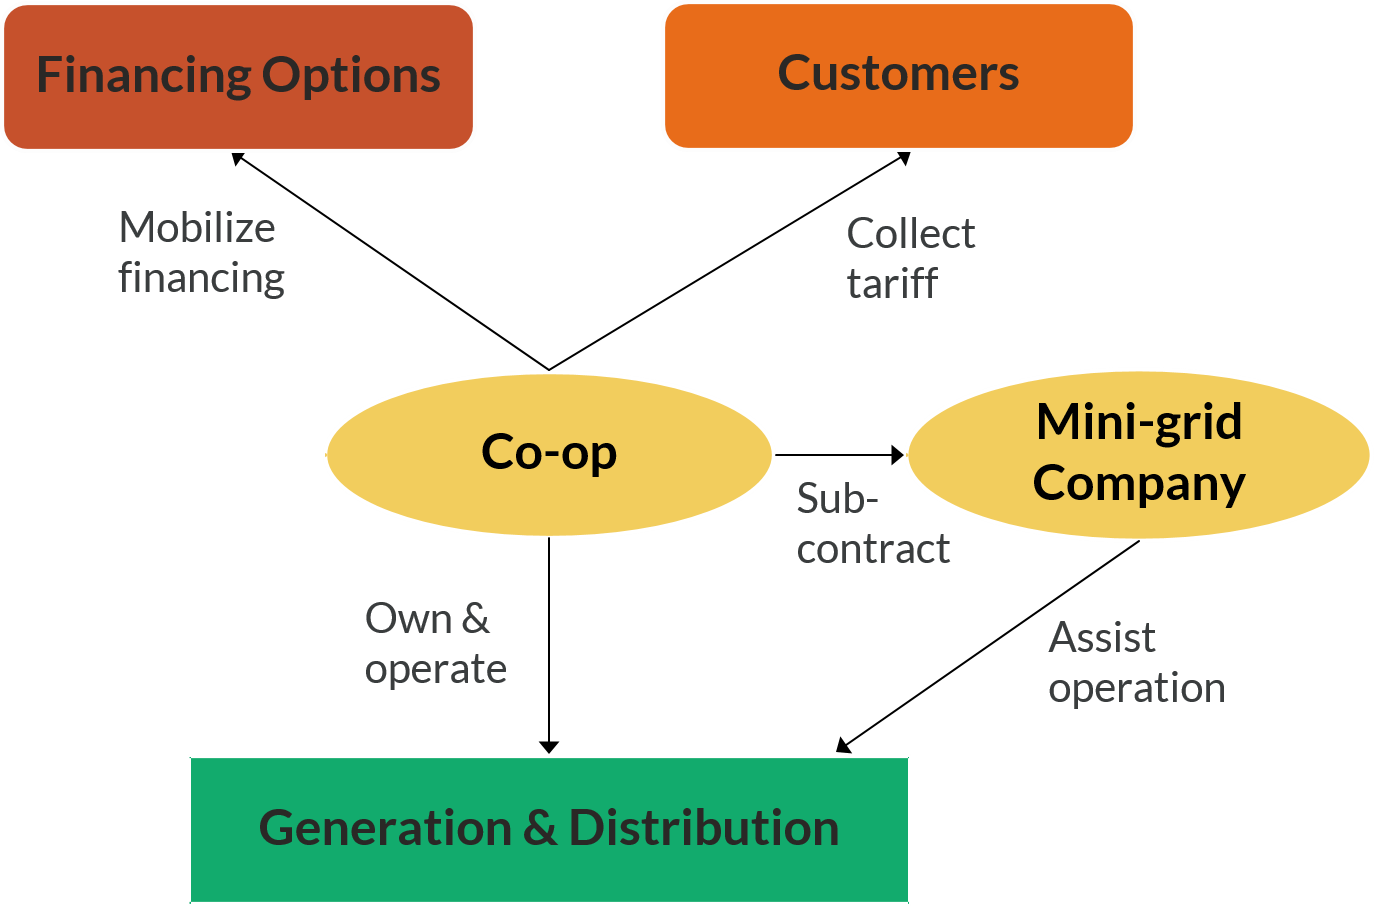 Financing Options
Customers
Mobilize
financing
Collect
tariff
Co-op
Mini-grid
Company
Sub-
contract
Own &
operate
Assist
operation
Generation & Distribution